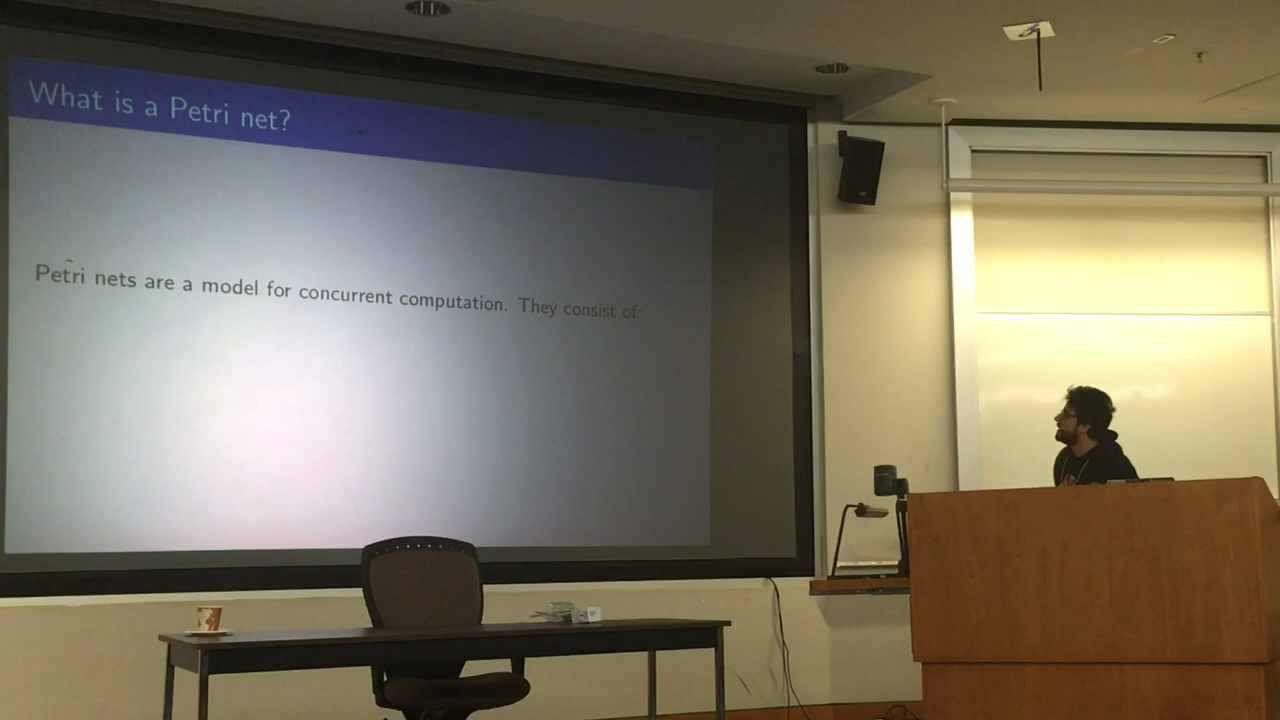 What is a Petri net?
Petri nets are a model for concurrent computation. They consist of: